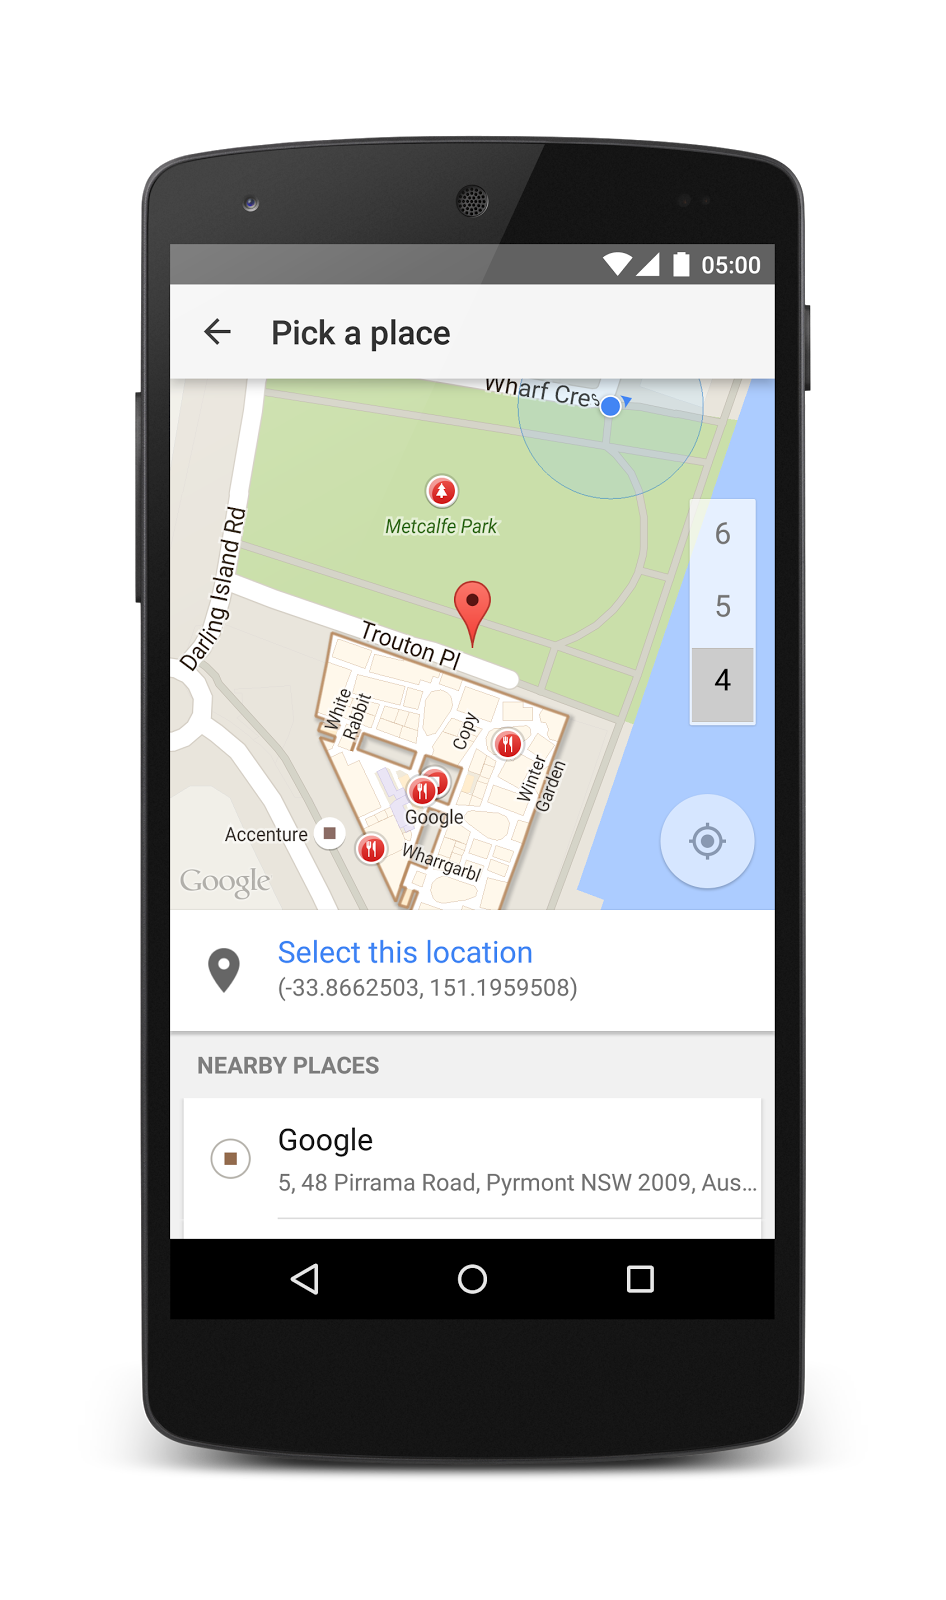 05:00
Pick a place
Wharf Cres
Metcalfe Park
Darling Island Rd
6
5
4
Trouton Pl
White
Rabbit
Copy
Winter
Garden
Google
Accenture
Wharrgarbl
Google
Select this location
(-33.8662503, 151.1959508)
NEARBY PLACES
Google
5, 48 Pirrama Road, Pyrmont NSW 2009, Aus...